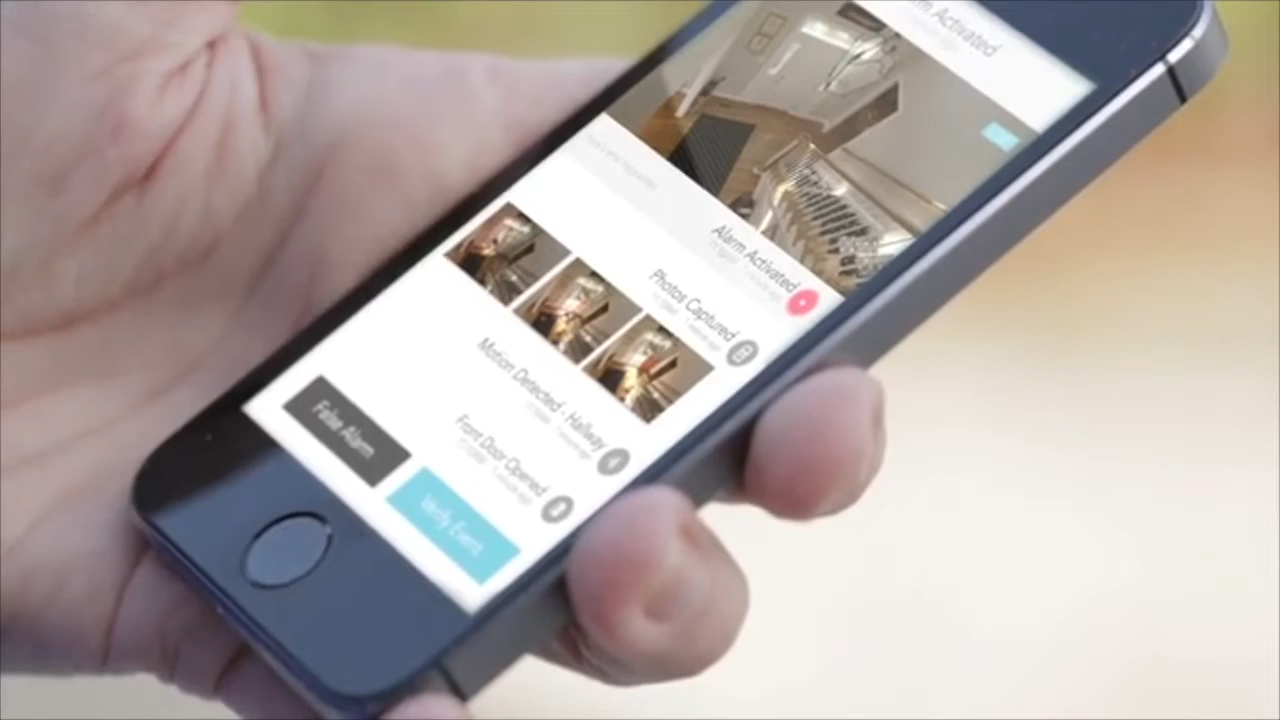 Alarm Activated
Alarm Activated
Photos Captured
Motion Detected - Hallway
Front Door Opened
False Alarm
Verify Event